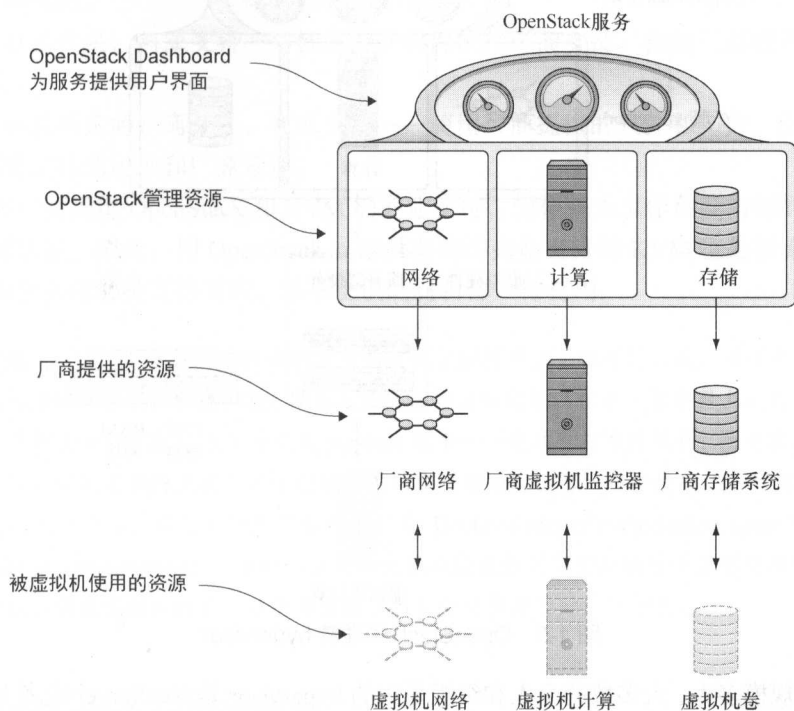 OpenStack服务
OpenStack Dashboard
为服务提供用户界面
OpenStack管理资源
网络 计算 存储
厂商提供的资源
厂商网络 厂商虚拟机监控器 厂商存储系统
被虚拟机使用的资源
虚拟机网络 虚拟机计算 虚拟机卷